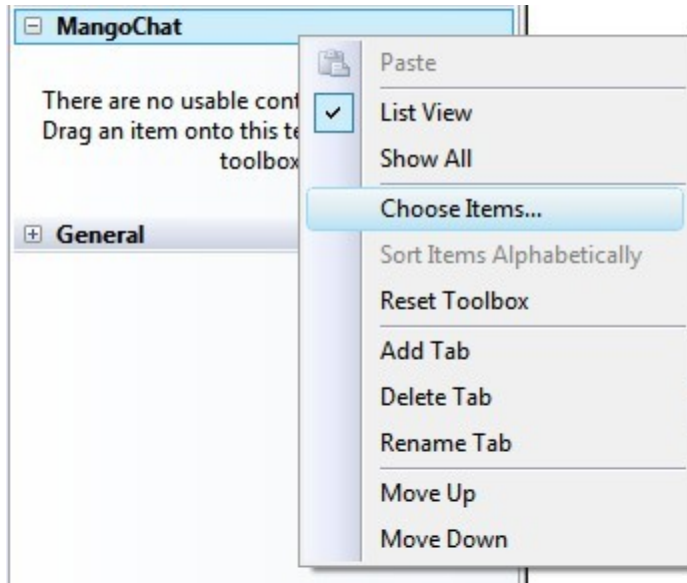 MangoChat
There are no usable cont
Drag an item onto this te
toolbox
General
Paste
List View
Show All
Choose Items...
Sort Items Alphabetically
Reset Toolbox
Add Tab
Delete Tab
Rename Tab
Move Up
Move Down